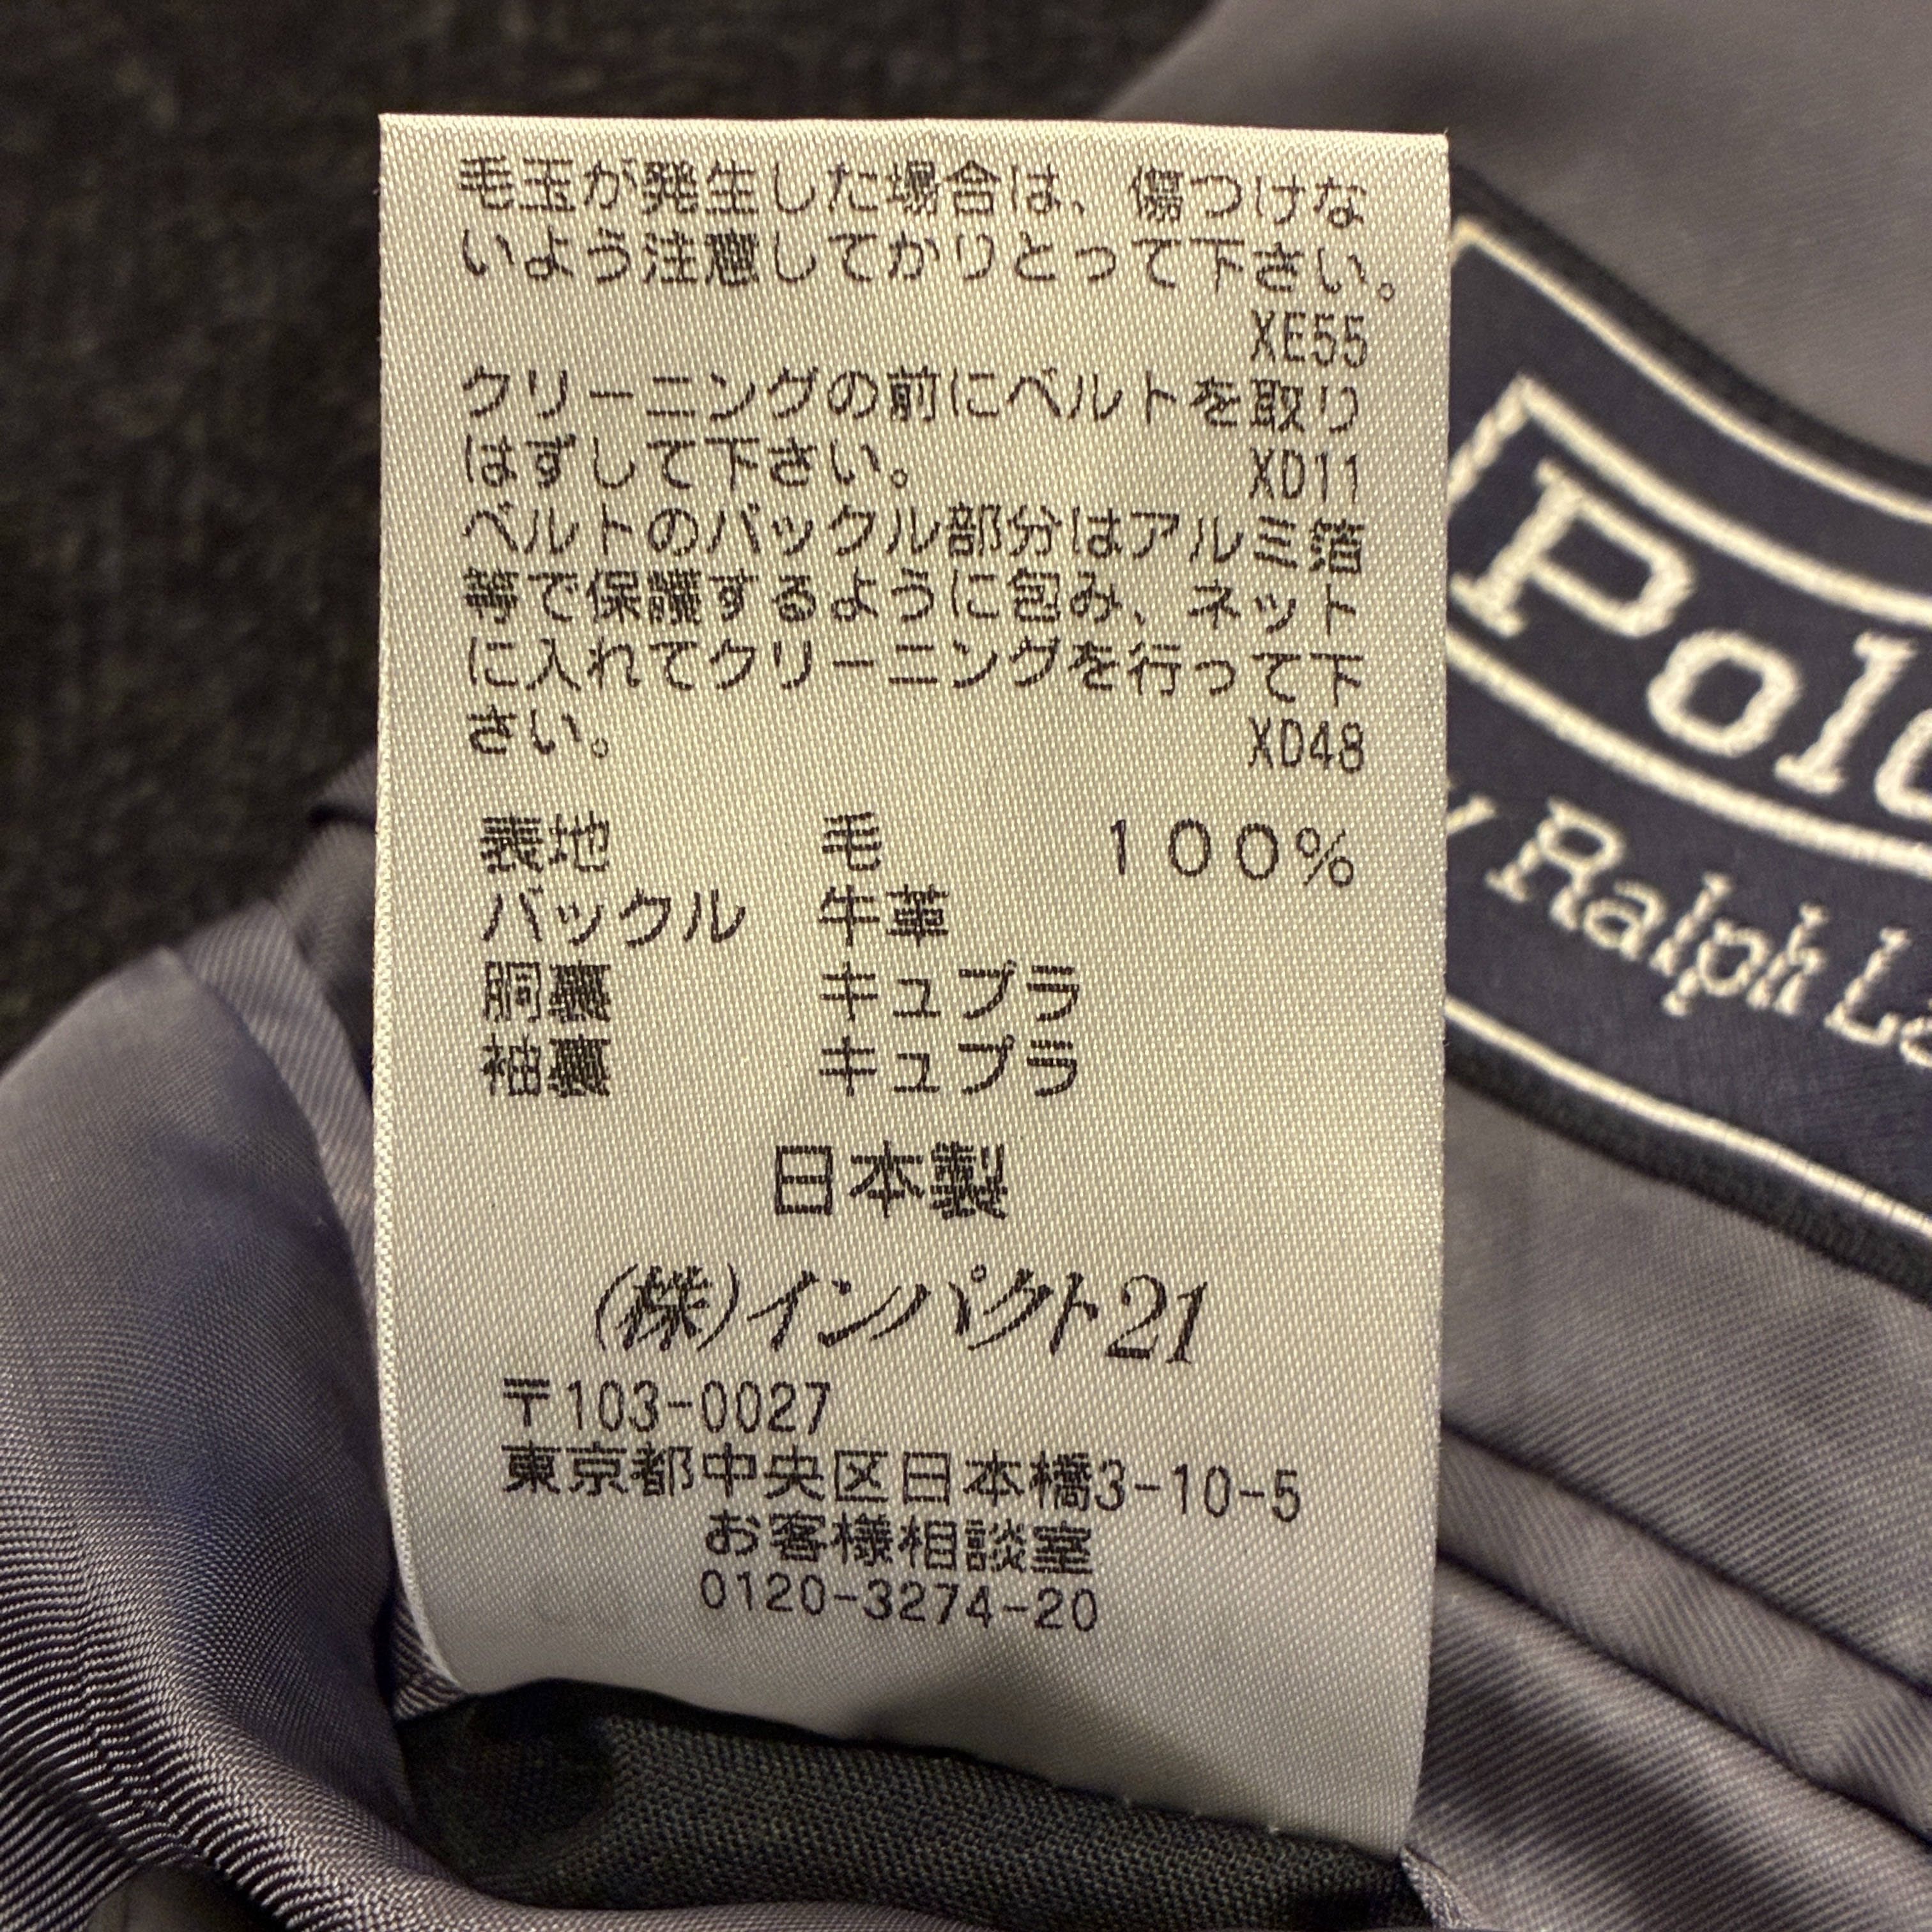 毛玉が発生した場合は、傷つけな
いよう注意してかりとって下さい。
XE55
クリーニングの前にベルトを取り
はずして下さい。 XD11
ベルトのバックル部分はアルミ箔
等で保護するように包み、ネット
に入れてクリーニングを行って下
さい。 XD48
表地 毛 100%
バックル 牛革
胴裏 キュプラ
袖裏 キュプラ
日本製
(株)インパクト21
〒103-0027
東京都中央区日本橋3-10-5
お客様相談室
0120-3274-20
Polo
y Ralph La